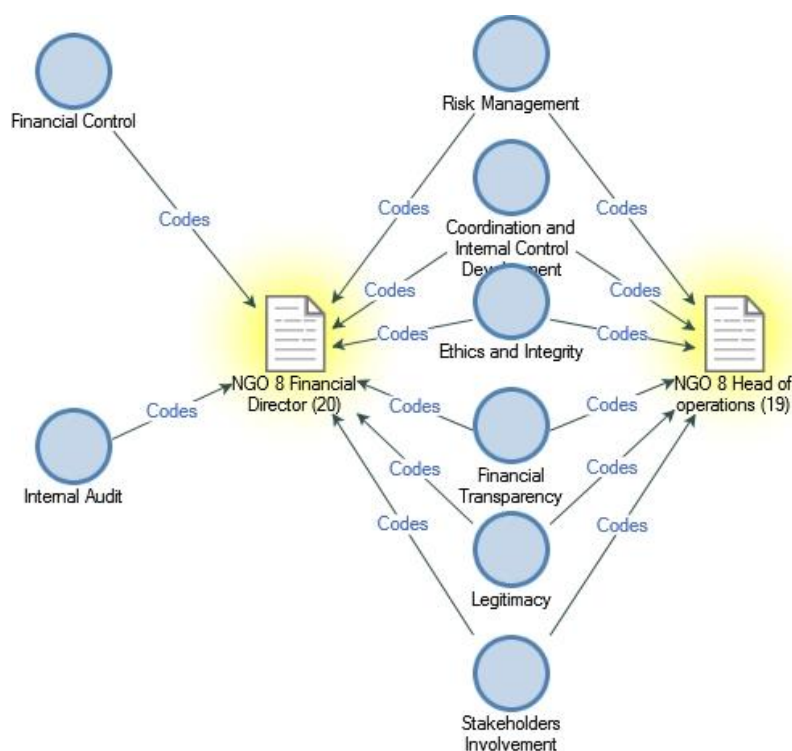 Financial Control
Risk Management
Codes
Codes
Codes
Coordination and
Internal Control
Development
Codes
Codes
Ethics and Integrity
Codes
Codes
NGO 8 Financial
Director (20)
NGO 8 Head of
operations (19)
Internal Audit
Codes
Financial
Transparency
Codes
Codes
Legitimacy
Codes
Codes
Stakeholders
Involvement
Codes
Codes